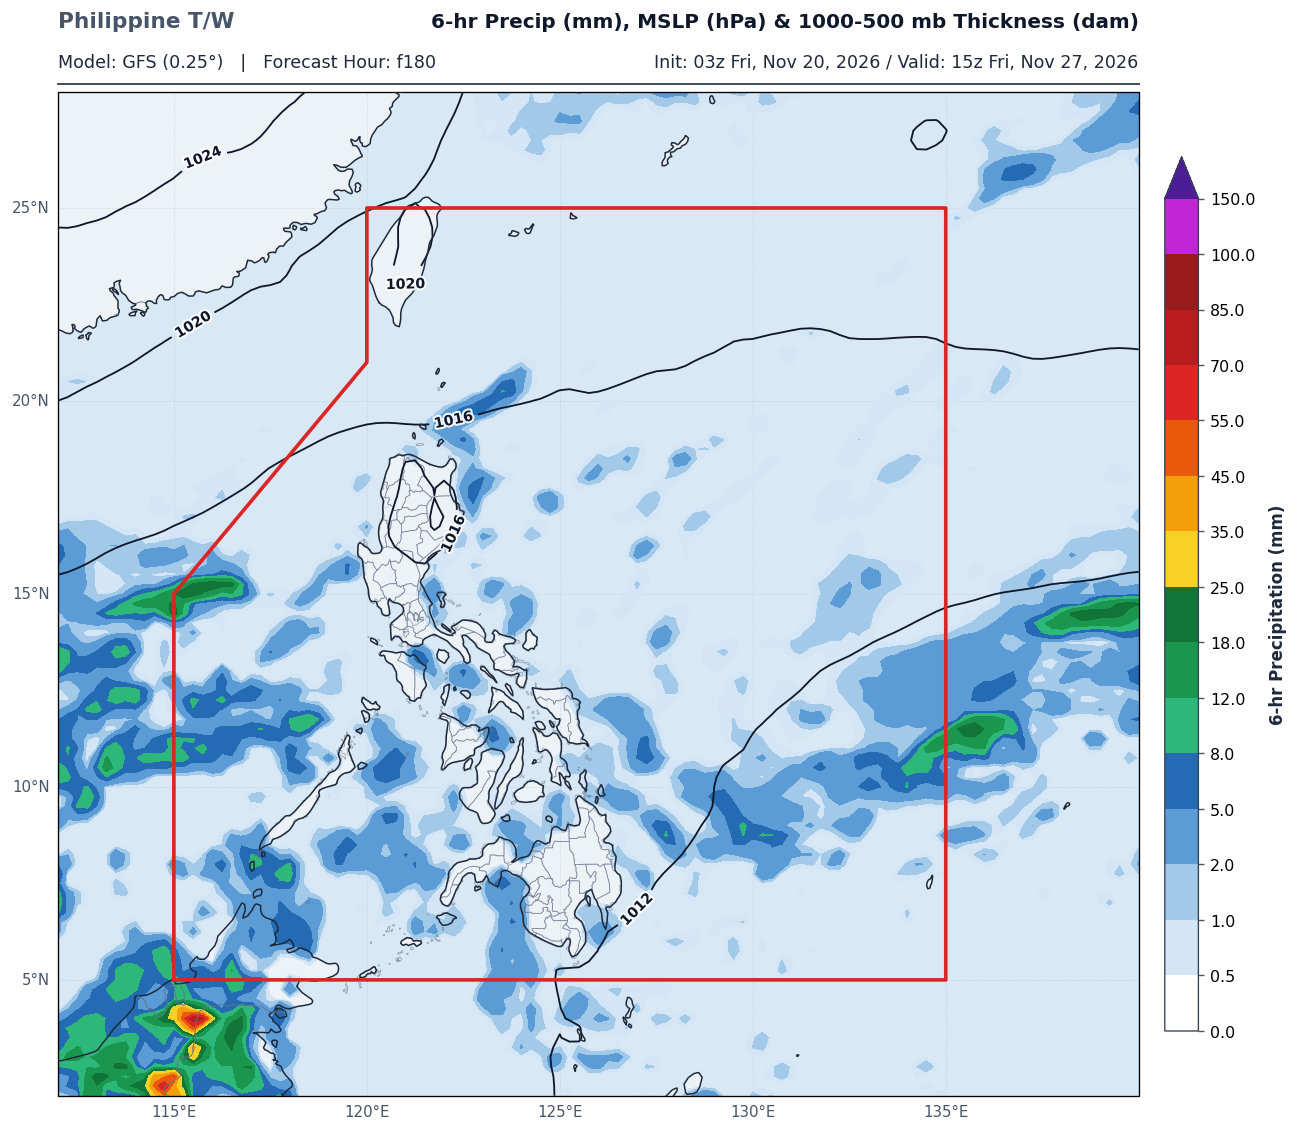 Philippine T/W
6-hr Precip (mm), MSLP (hPa) & 1000-500 mb Thickness (dam)
Model: GFS (0.25°) | Forecast Hour: f180
Init: 03z Fri, Nov 20, 2026 / Valid: 15z Fri, Nov 27, 2026
1024
1020
1020
1016
1016
1012
25°N
20°N
15°N
10°N
5°N
115°E
120°E
125°E
130°E
135°E
150.0
100.0
85.0
70.0
55.0
45.0
35.0
25.0
18.0
12.0
8.0
5.0
2.0
1.0
0.5
0.0
6-hr Precipitation (mm)